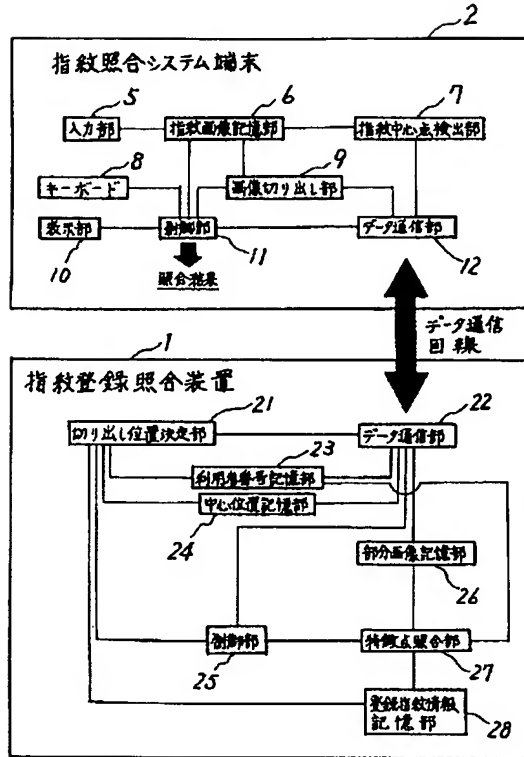 2
指紋照合システム端末
5
6
7
入力部
指紋画像記憶部
指紋中心点検出部
8
9
キーボード
画像切り出し部
表示部
制御部
データ通信部
10
11
12
照合結果
データ通信
回線
1
指紋登録照合装置
21
22
切り出し位置決定部
データ通信部
23
利用者番号記憶部
中心位置記憶部
24
部分画像記憶部
26
制御部
特徴点照合部
25
27
登録指紋情報
記憶部
28